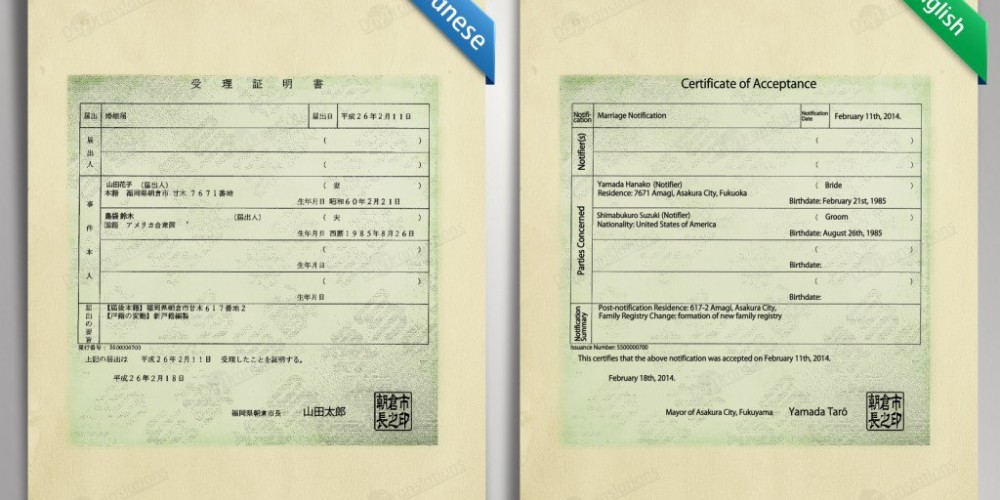 anese
受理証明書
届出 婚姻届 届出日 平成26年2月11日
届出人 ( )
( )
事件本人
山田花子 (届出人) ( 妻 )
本籍 福岡県朝倉市 甘木 7671番地
生年月日 昭和60年2月21日
島袋 鈴木 (届出人) ( 夫 )
国籍 アメリカ合衆国
生年月日 西暦1985年8月26日
( )
生年月日
( )
生年月日
届出の要旨
【届後本籍】福岡県朝倉市甘木617番地2
【戸籍の変動】新戸籍編製
発行番号: 5500000700
上記の届出は 平成26年2月11日 受理したことを証明する。
平成26年2月18日
福岡県朝倉市長 山田太郎
朝倉市長之印
glish
Certificate of Acceptance
Notifi-cation Marriage Notification Notification Date February 11th, 2014.
Notifier(s) ( )
( )
Parties Concerned
Yamada Hanako (Notifier) ( Bride )
Residence: 7671 Amagi, Asakura City, Fukuoka
Birthdate: February 21st, 1985
Shimabukuro Suzuki (Notifier) ( Groom )
Nationality: United States of America
Birthdate: August 26th, 1985
( )
Birthdate:
( )
Birthdate:
Notification Summary
Post-notification Residence: 617-2 Amagi, Asakura City,
Family Registry Change: formation of new family registry
Issuance Number: 5500000700
This certifies that the above notification was accepted on February 11th, 2014.
February 18th, 2014.
Mayor of Asakura City, Fukuyama Yamada Tarō
朝倉市長之印